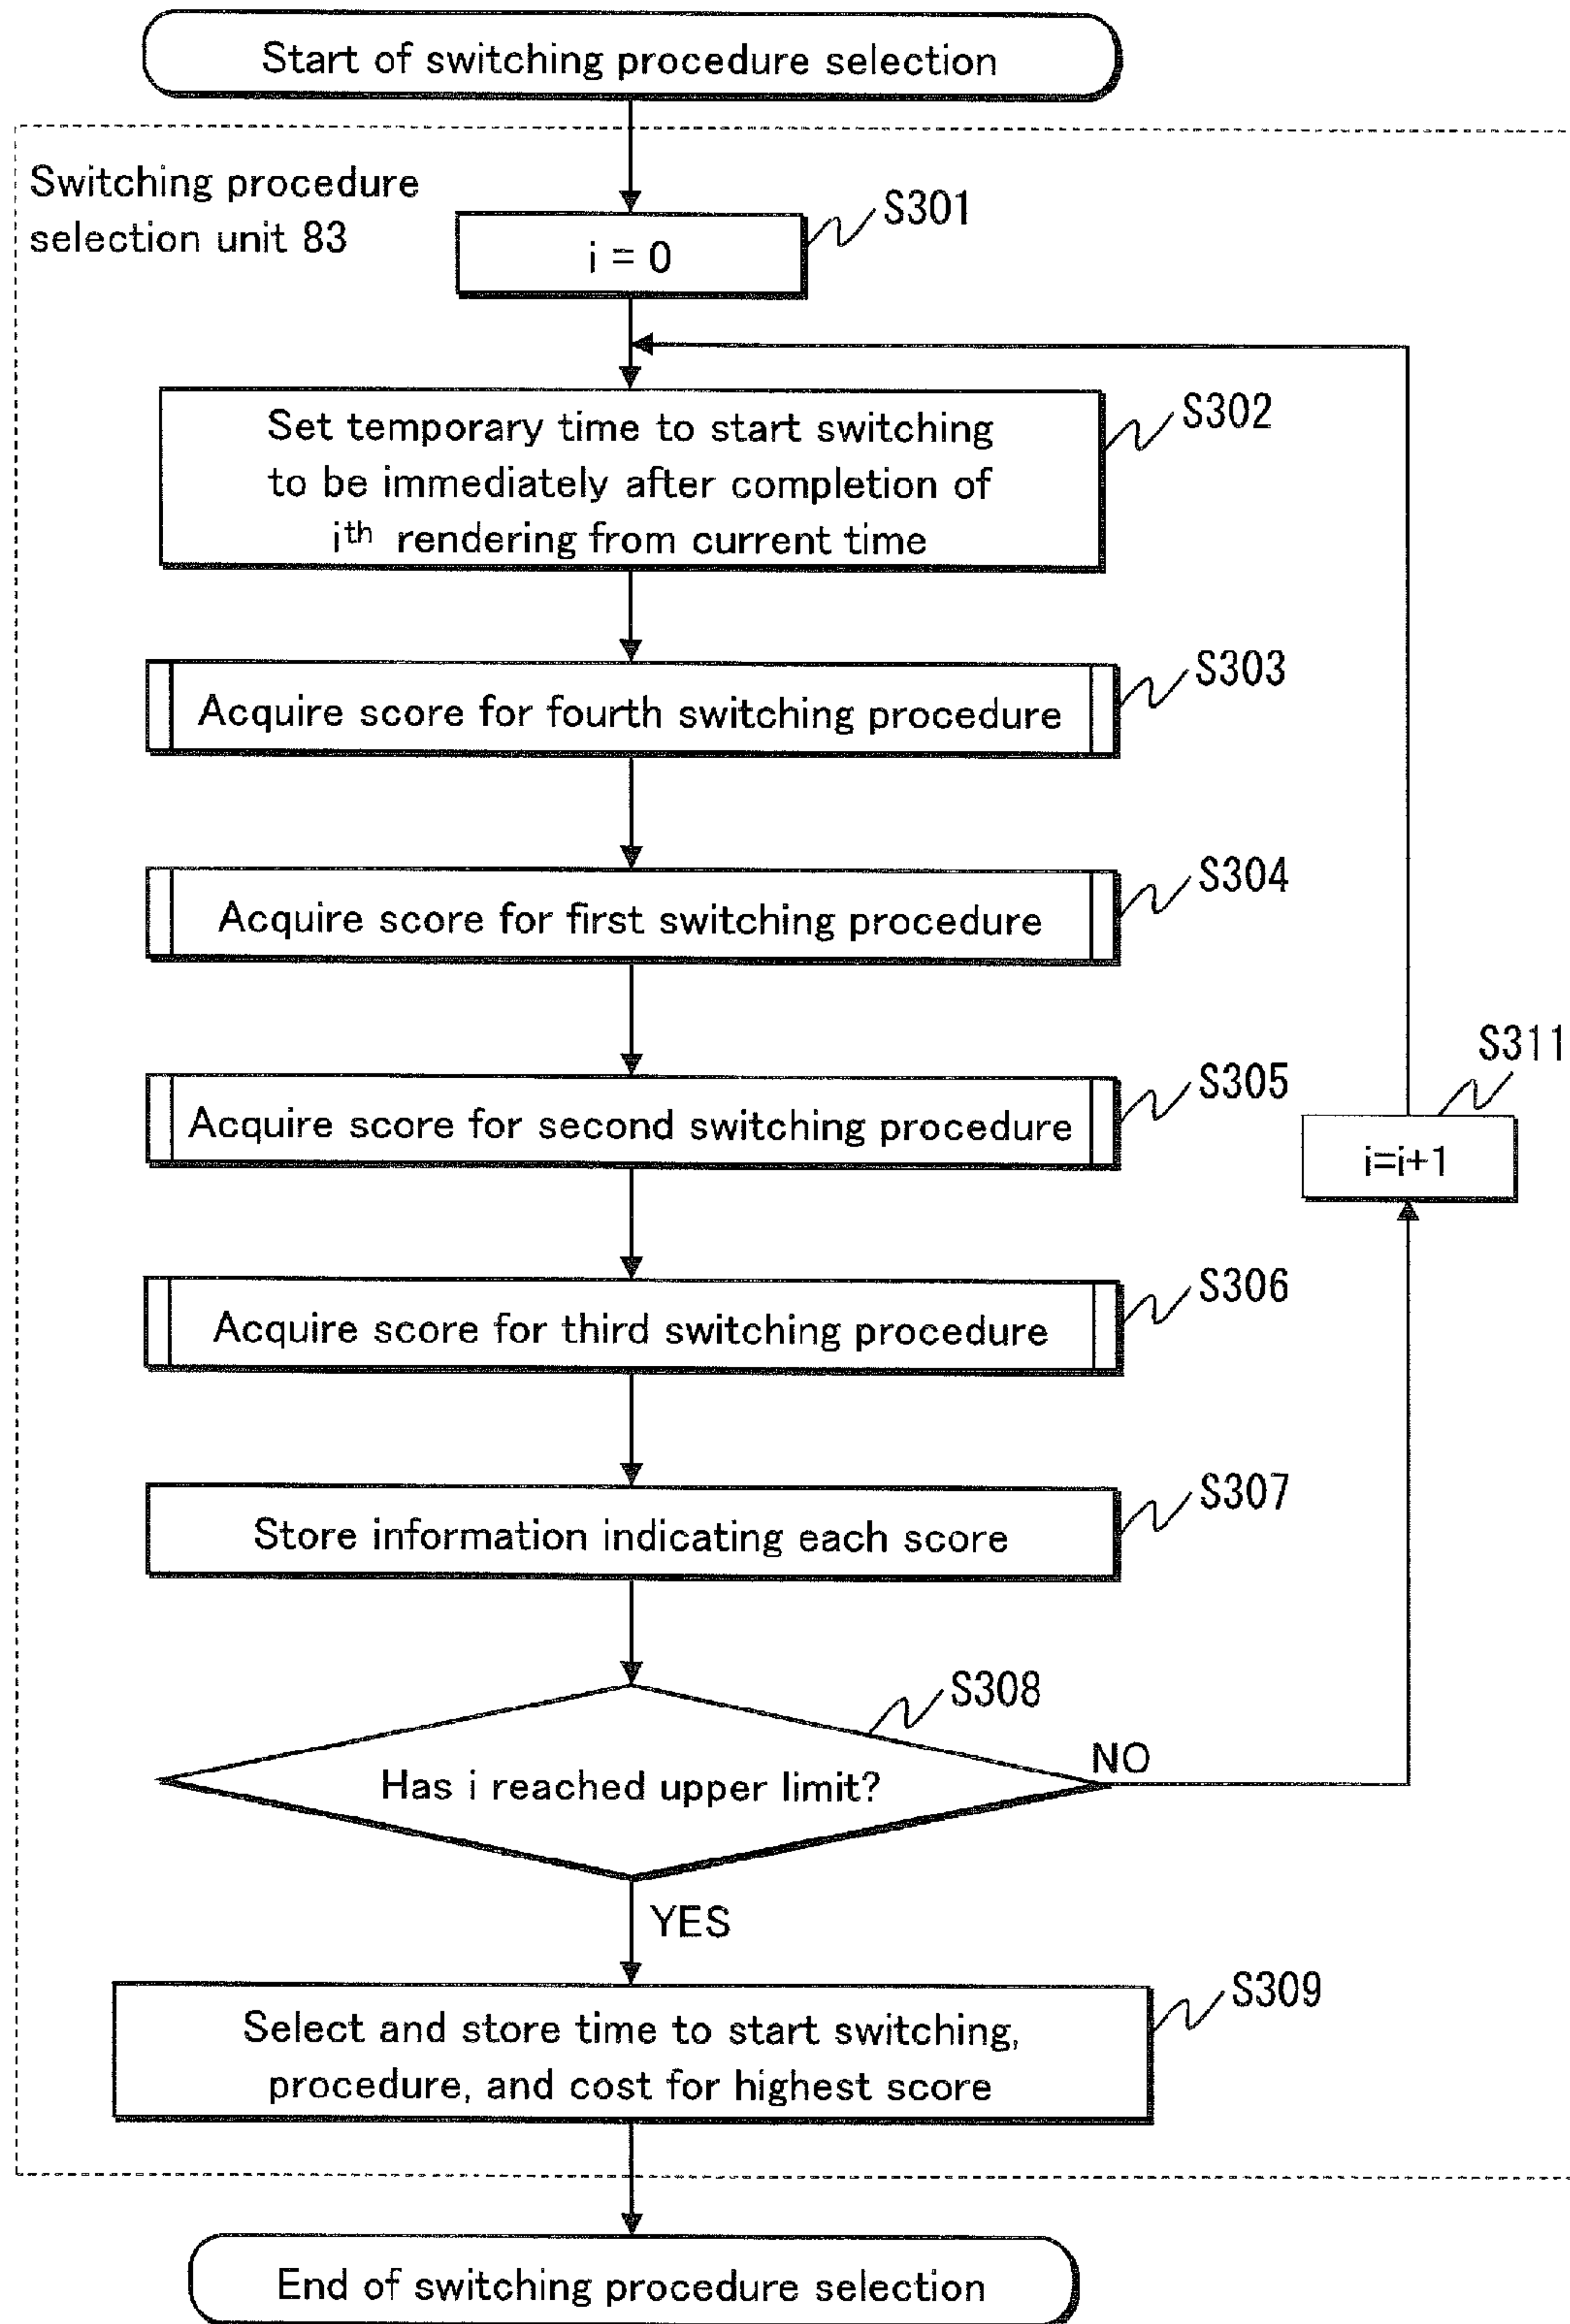 Start of switching procedure selection
Switching procedure
selection unit 83
S301
i = 0
S302
Set temporary time to start switching
to be immediately after completion of
ith rendering from current time
S303
Acquire score for fourth switching procedure
S304
Acquire score for first switching procedure
S305
Acquire score for second switching procedure
S311
i=i+1
S306
Acquire score for third switching procedure
S307
Store information indicating each score
S308
Has i reached upper limit?
NO
YES
S309
Select and store time to start switching,
procedure, and cost for highest score
End of switching procedure selection